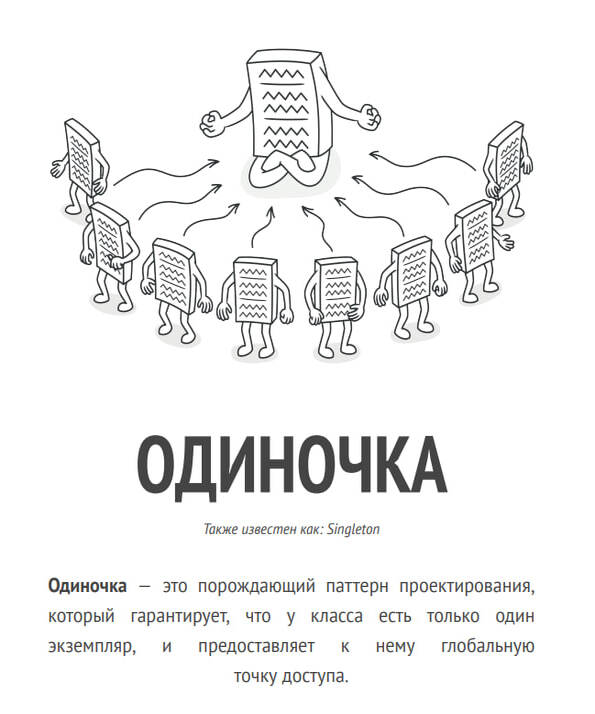 ОДИНОЧКА
Также известен как: Singleton
Одиночка — это порождающий паттерн проектирования,
который гарантирует, что у класса есть только один
экземпляр, и предоставляет к нему глобальную
точку доступа.